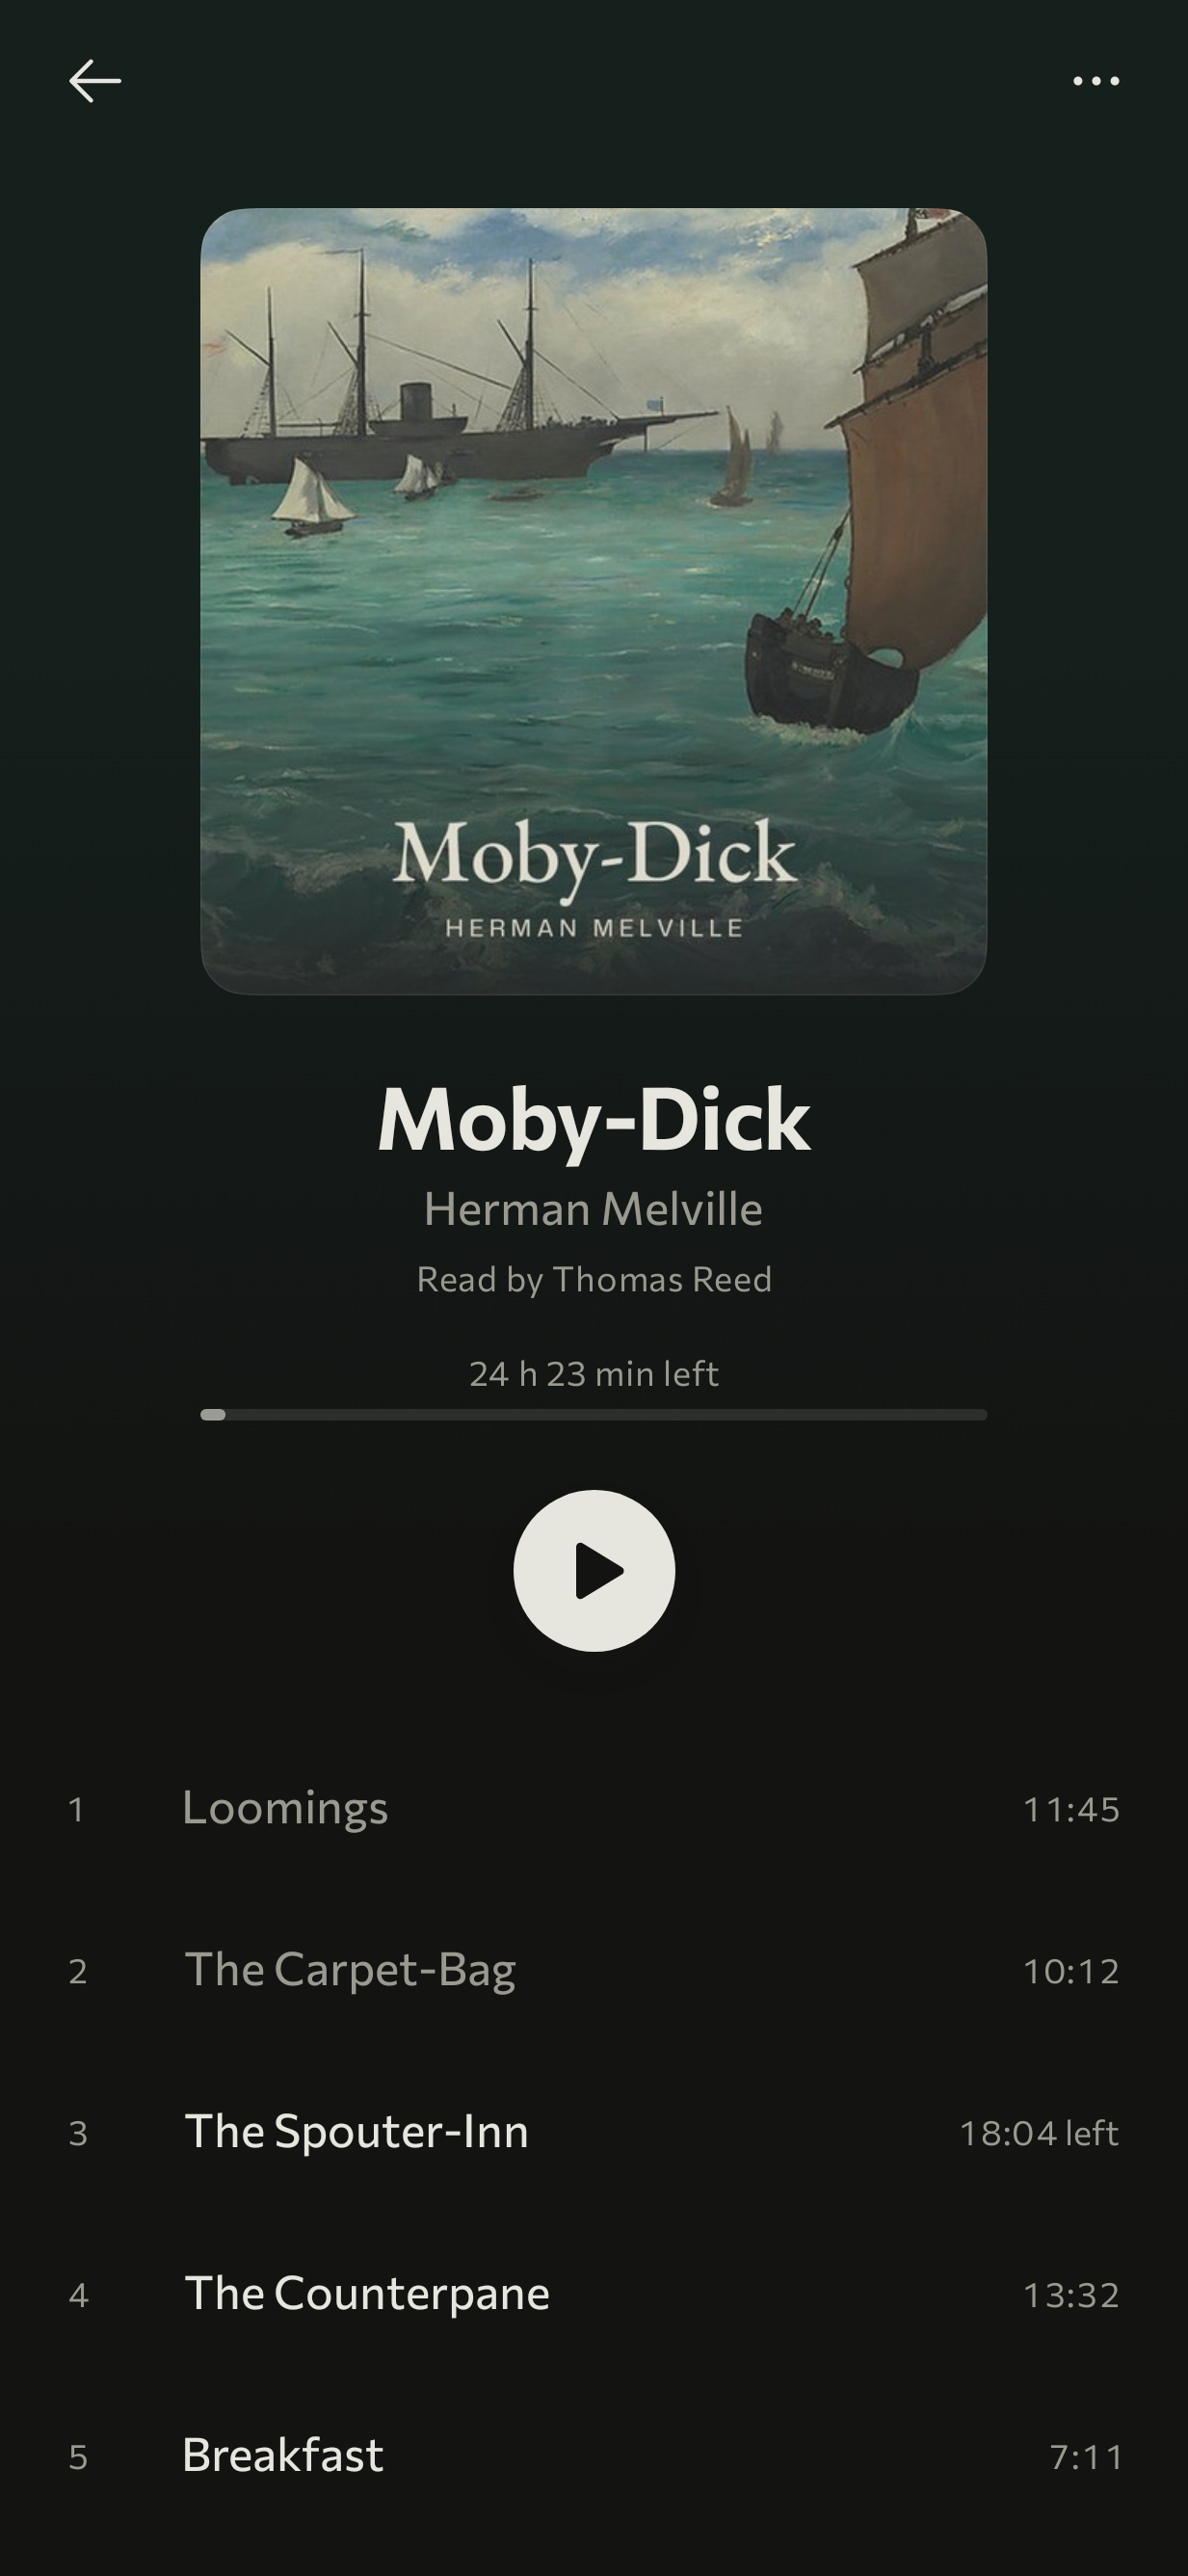 Moby-Dick
HERMAN MELVILLE
Moby-Dick
Herman Melville
Read by Thomas Reed
24 h 23 min left
1 Loomings 11:45
2 The Carpet-Bag 10:12
3 The Spouter-Inn 18:04 left
4 The Counterpane 13:32
5 Breakfast 7:11